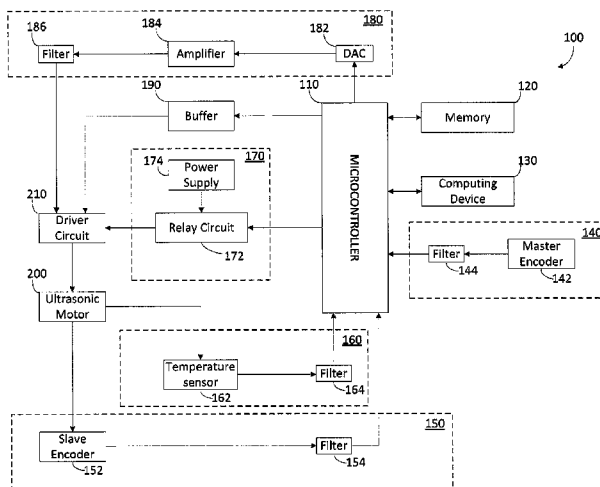 180
186
184
182
Filter
Amplifier
DAC
100
190
110
120
Buffer
Memory
MICROCONTROLLER
174
Power
Supply
170
130
Computing
Device
210
Driver
Circuit
Relay Circuit
172
140
Filter
144
Master
Encoder
142
200
Ultrasonic
Motor
160
Temperature
sensor
162
Filter
164
150
Slave
Encoder
152
Filter
154